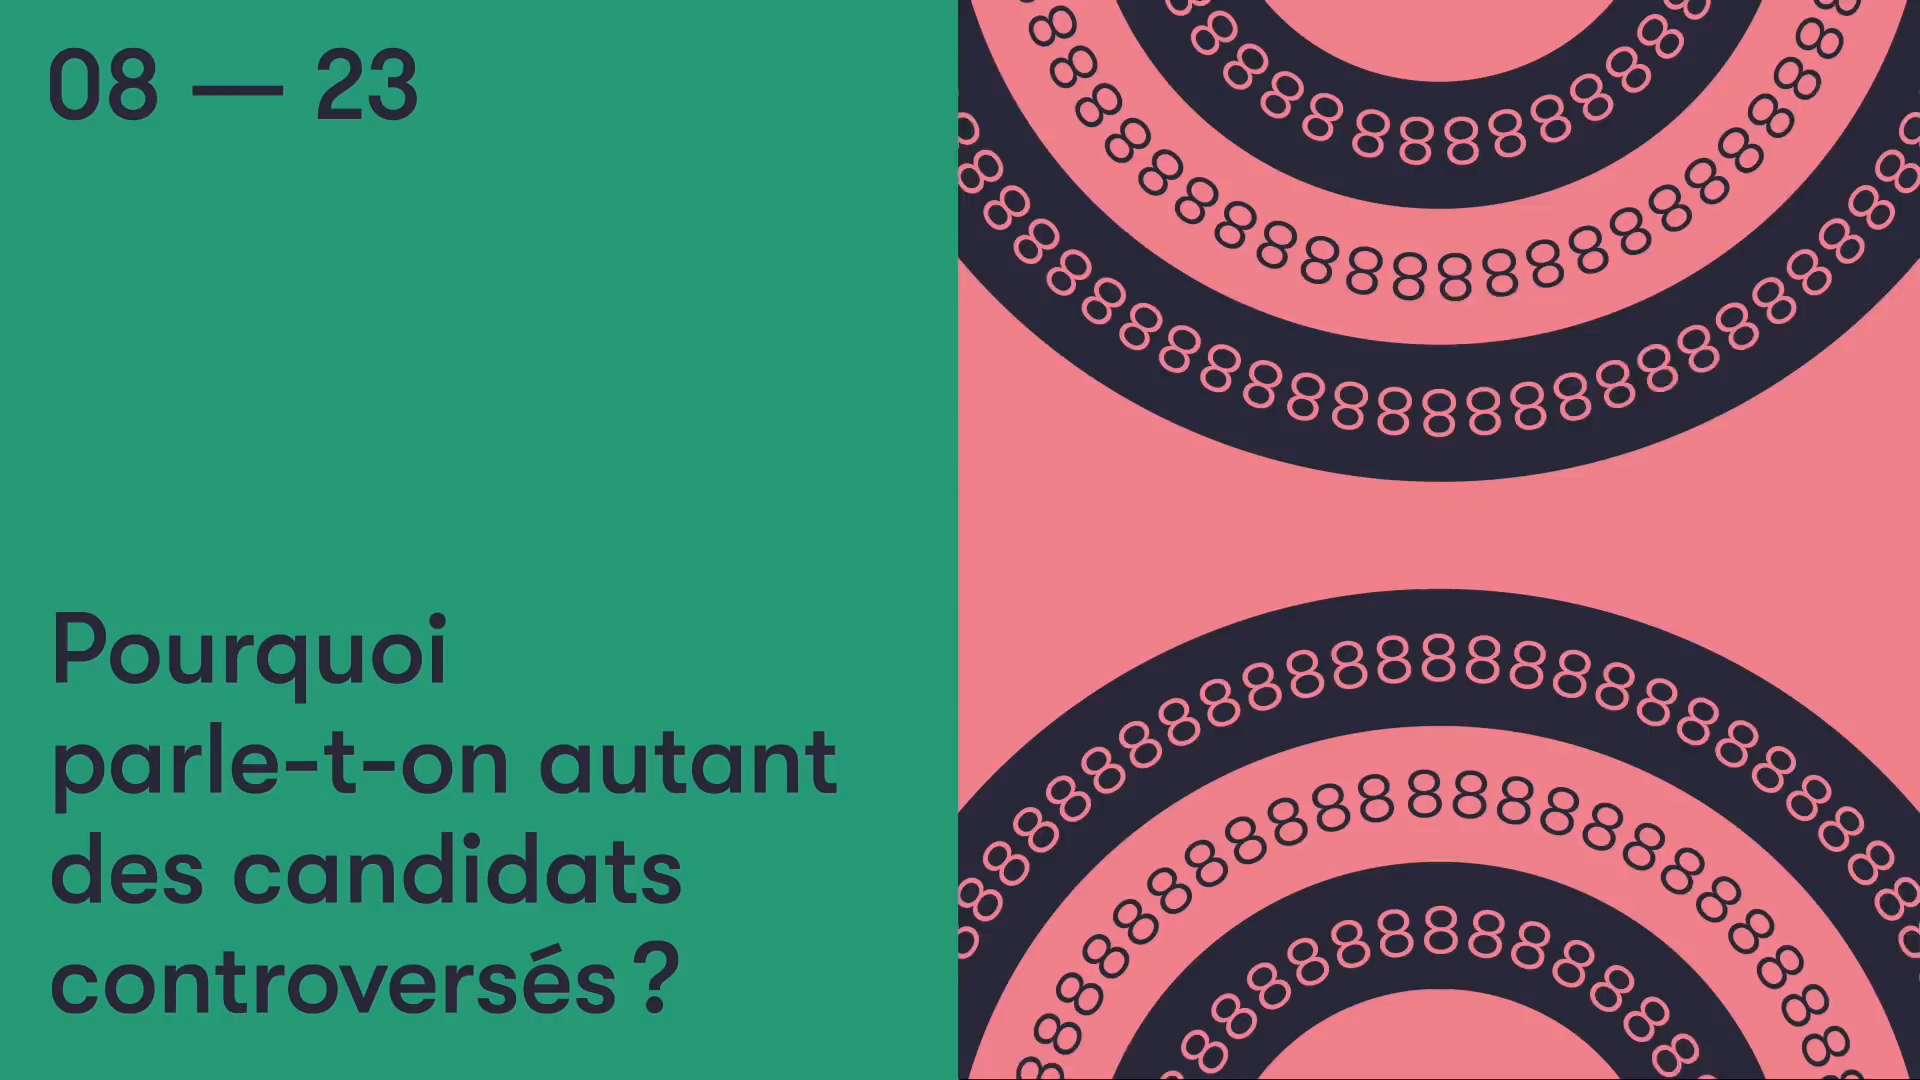 08 — 23
Pourquoi
parle-t-on autant
des candidats
controversés ?